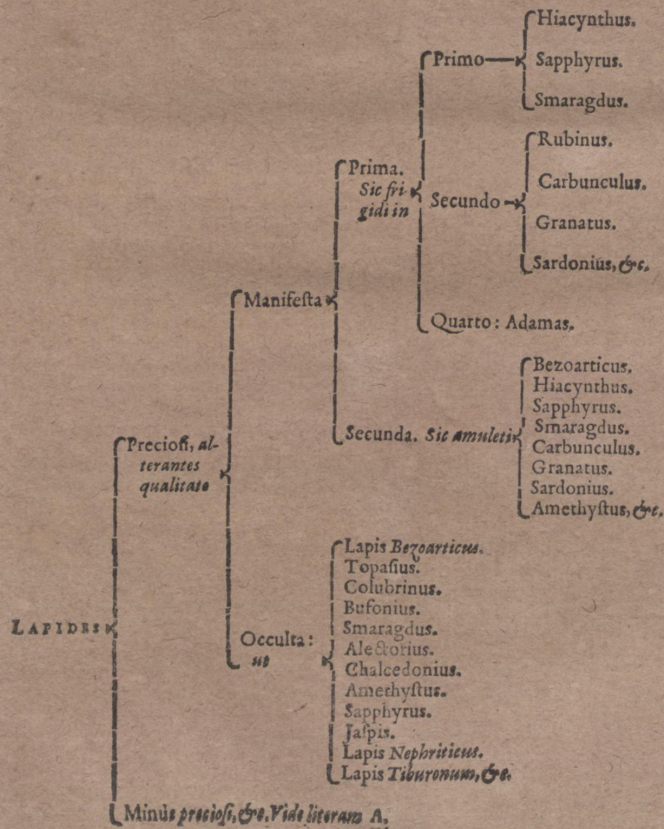 Hiacynthus.
Primo
Sapphyrus.
Smaragdus.
Rubinus.
Prima.
Sic fri
gidi in
Carbunculus.
Secundo
Granatus.
Sardonius, &c.
Manifesta
Quarto: Adamas.
Bezoarticus.
Hiacynthus.
Sapphyrus.
Smaragdus.
Secunda. Sic amuleti
Carbunculus.
Granatus.
Sardonius.
Amethystus, &c.
Preciosi, al-
terantes
qualitate
Lapis Bezoarticus.
Topasius.
Colubrinus.
Bufonius.
LAPIDES
Occulta:
ut
Smaragdus.
Alectorius.
Chalcedonius.
Amethystus.
Sapphyrus.
Jaspis.
Lapis Nephriticus.
Lapis Tiburonum, &c.
Minus preciosi, &c. Vide literam A.